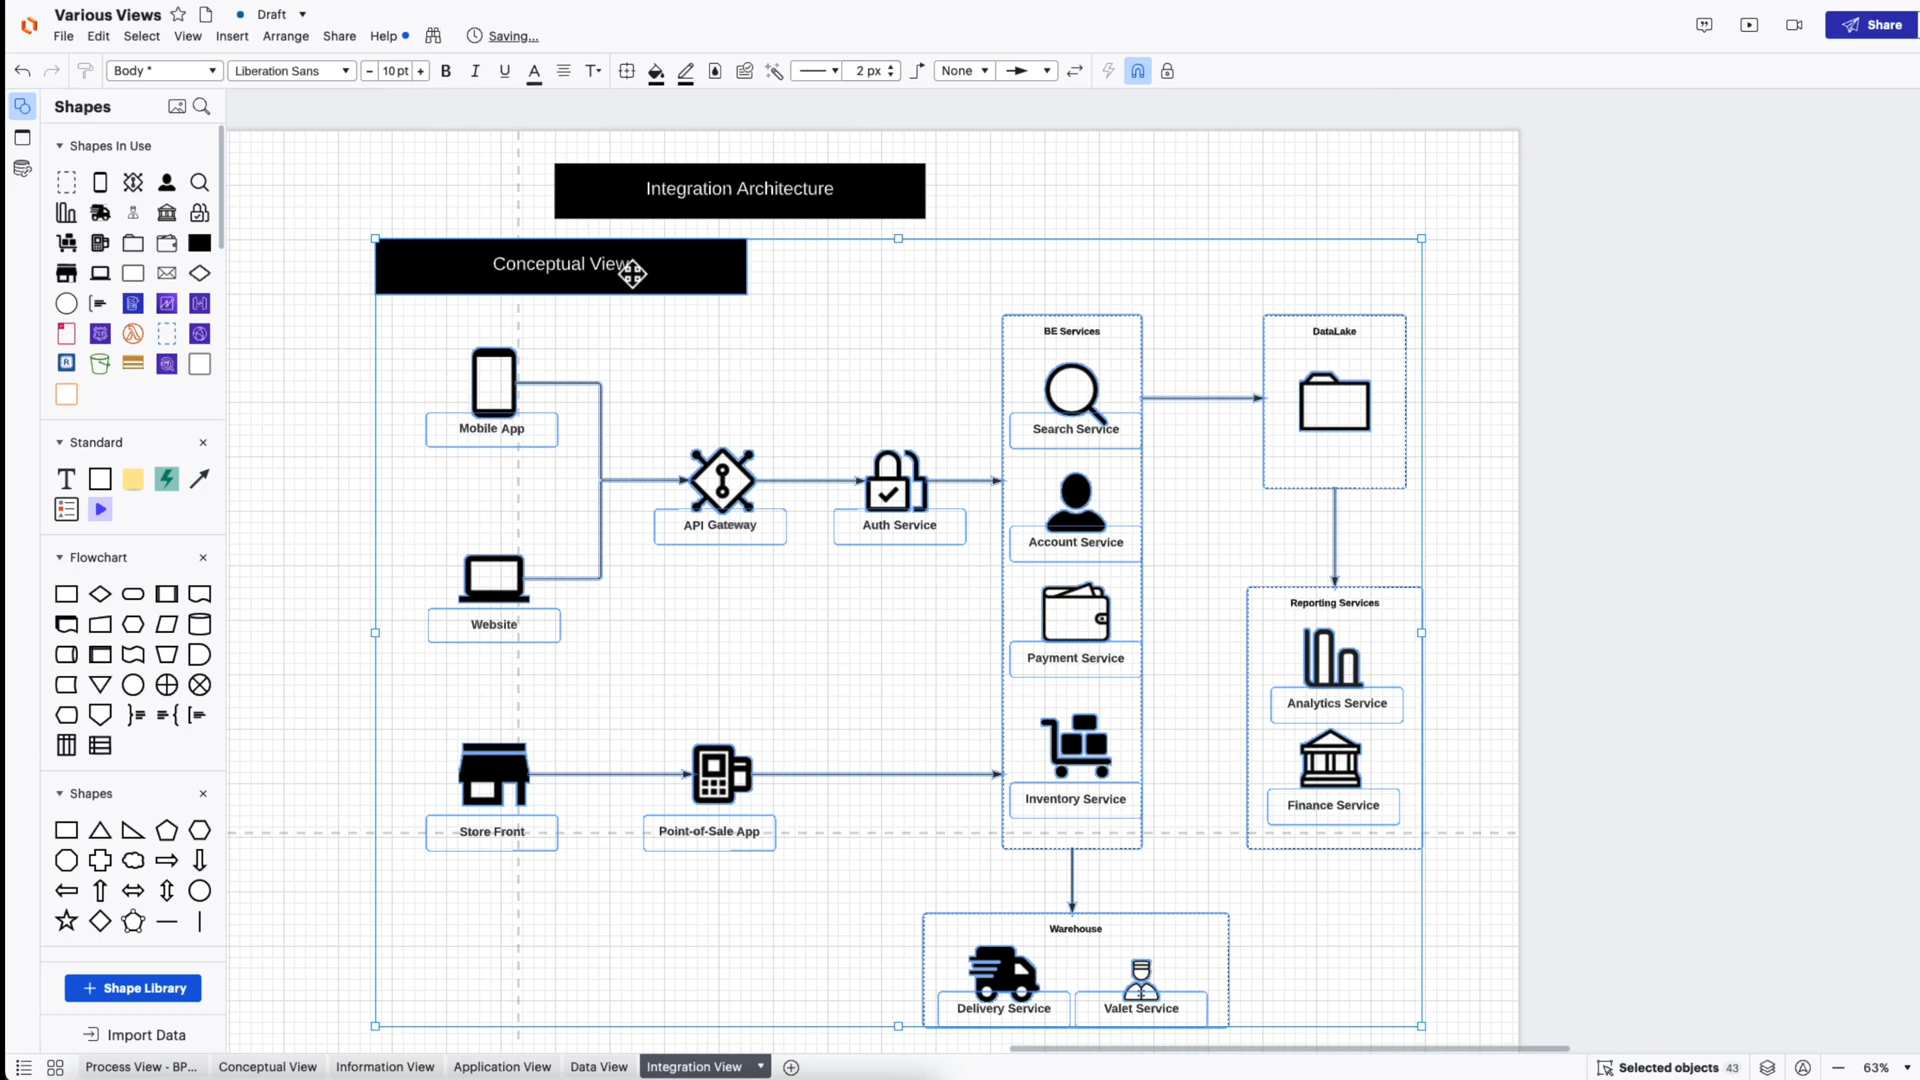 Various Views
Draft
File Edit Select View Insert Arrange Share Help
Saving...
Share
Body *
Liberation Sans
10 pt
B I U A T
2 px
None
Shapes
Shapes In Use
Standard
T
Flowchart
Shapes
+ Shape Library
Import Data
Integration Architecture
Conceptual View
Mobile App
Website
API Gateway
Auth Service
Store Front
Point-of-Sale App
BE Services
Search Service
Account Service
Payment Service
Inventory Service
DataLake
Reporting Services
Analytics Service
Finance Service
Warehouse
Delivery Service
Valet Service
Process View - BP...
Conceptual View
Information View
Application View
Data View
Integration View
Selected objects 43
63%